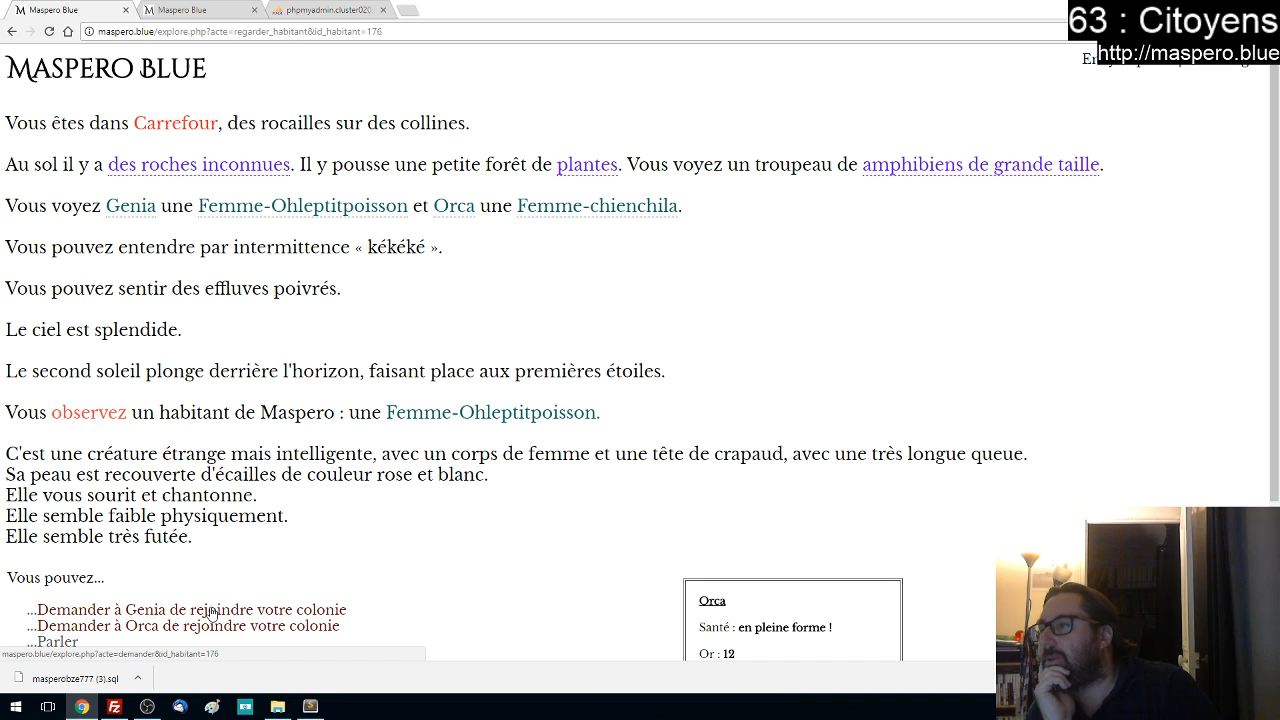 Maspero Blue
Maspero Blue
phpmyadmin.cluster020
maspero.blue/explore.php?acte=regarder_habitant&id_habitant=176
63 : Citoyens
http://maspero.blue
Maspero Blue
Vous êtes dans Carrefour, des rocailles sur des collines.
Au sol il y a des roches inconnues. Il y pousse une petite forêt de plantes. Vous voyez un troupeau de amphibiens de grande taille.
Vous voyez Genia une Femme-Ohleptitpoisson et Orca une Femme-chienchila.
Vous pouvez entendre par intermittence « kékéké ».
Vous pouvez sentir des effluves poivrés.
Le ciel est splendide.
Le second soleil plonge derrière l'horizon, faisant place aux premières étoiles.
Vous observez un habitant de Maspero : une Femme-Ohleptitpoisson.
C'est une créature étrange mais intelligente, avec un corps de femme et une tête de crapaud, avec une très longue queue.
Sa peau est recouverte d'écailles de couleur rose et blanc.
Elle vous sourit et chantonne.
Elle semble faible physiquement.
Elle semble très futée.
Vous pouvez...
...Demander à Genia de rejoindre votre colonie
...Demander à Orca de rejoindre votre colonie
...Parler
Orca
Santé : en pleine forme !
Or : 12
maspero.blue/explore.php?acte=demander&id_habitant=176
masperobze777 (3).sql